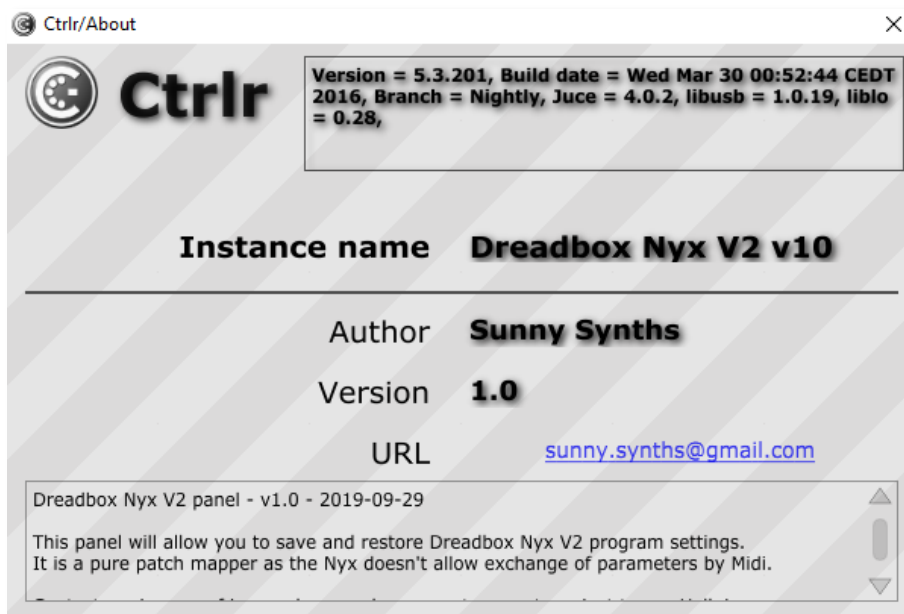 Ctrlr/About
Ctrlr
Version = 5.3.201, Build date = Wed Mar 30 00:52:44 CEDT
2016, Branch = Nightly, Juce = 4.0.2, libusb = 1.0.19, liblo
= 0.28,
Instance name Dreadbox Nyx V2 v10
Author Sunny Synths
Version 1.0
URL sunny.synths@gmail.com
Dreadbox Nyx V2 panel - v1.0 - 2019-09-29
This panel will allow you to save and restore Dreadbox Nyx V2 program settings.
It is a pure patch mapper as the Nyx doesn't allow exchange of parameters by Midi.